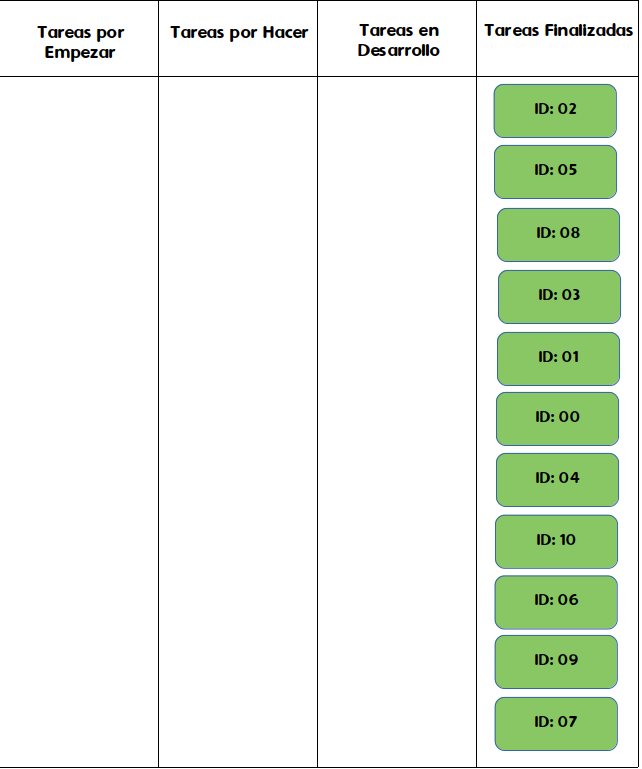 Tareas por
Empezar
Tareas por Hacer
Tareas en
Desarrollo
Tareas Finalizadas
ID: 02
ID: 05
ID: 08
ID: 03
ID: 01
ID: 00
ID: 04
ID: 10
ID: 06
ID: 09
ID: 07